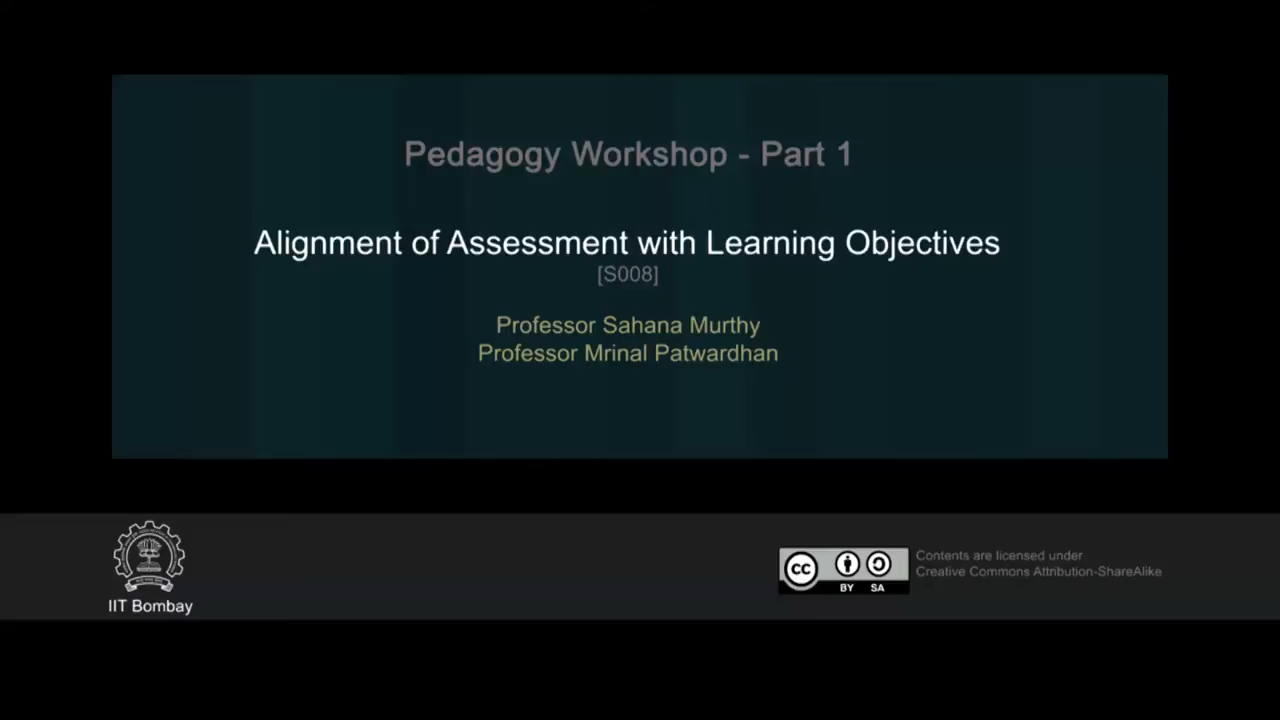 Pedagogy Workshop - Part 1
Alignment of Assessment with Learning Objectives
[S008]
Professor Sahana Murthy
Professor Mrinal Patwardhan
IIT Bombay
cc
BY SA
Contents are licensed under
Creative Commons Attribution-ShareAlike